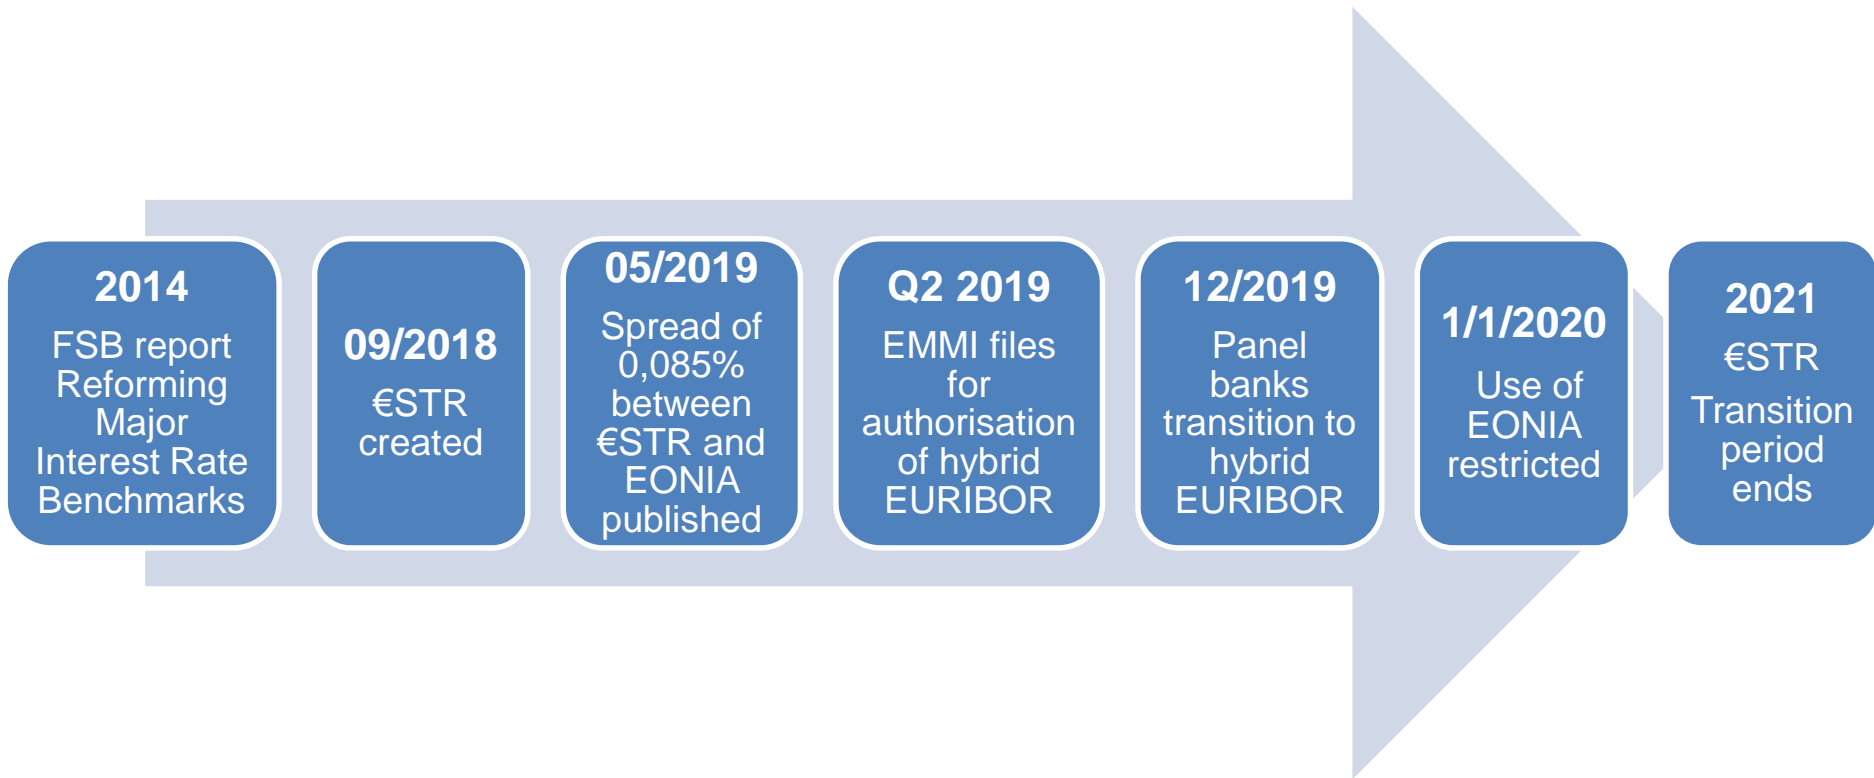 2014
FSB report
Reforming
Major
Interest Rate
Benchmarks
09/2018
€STR
created
05/2019
Spread of
0,085%
between
€STR and
EONIA
published
Q2 2019
EMMI files
for
authorisation
of hybrid
EURIBOR
12/2019
Panel
banks
transition to
hybrid
EURIBOR
1/1/2020
Use of
EONIA
restricted
2021
€STR
Transition
period
ends